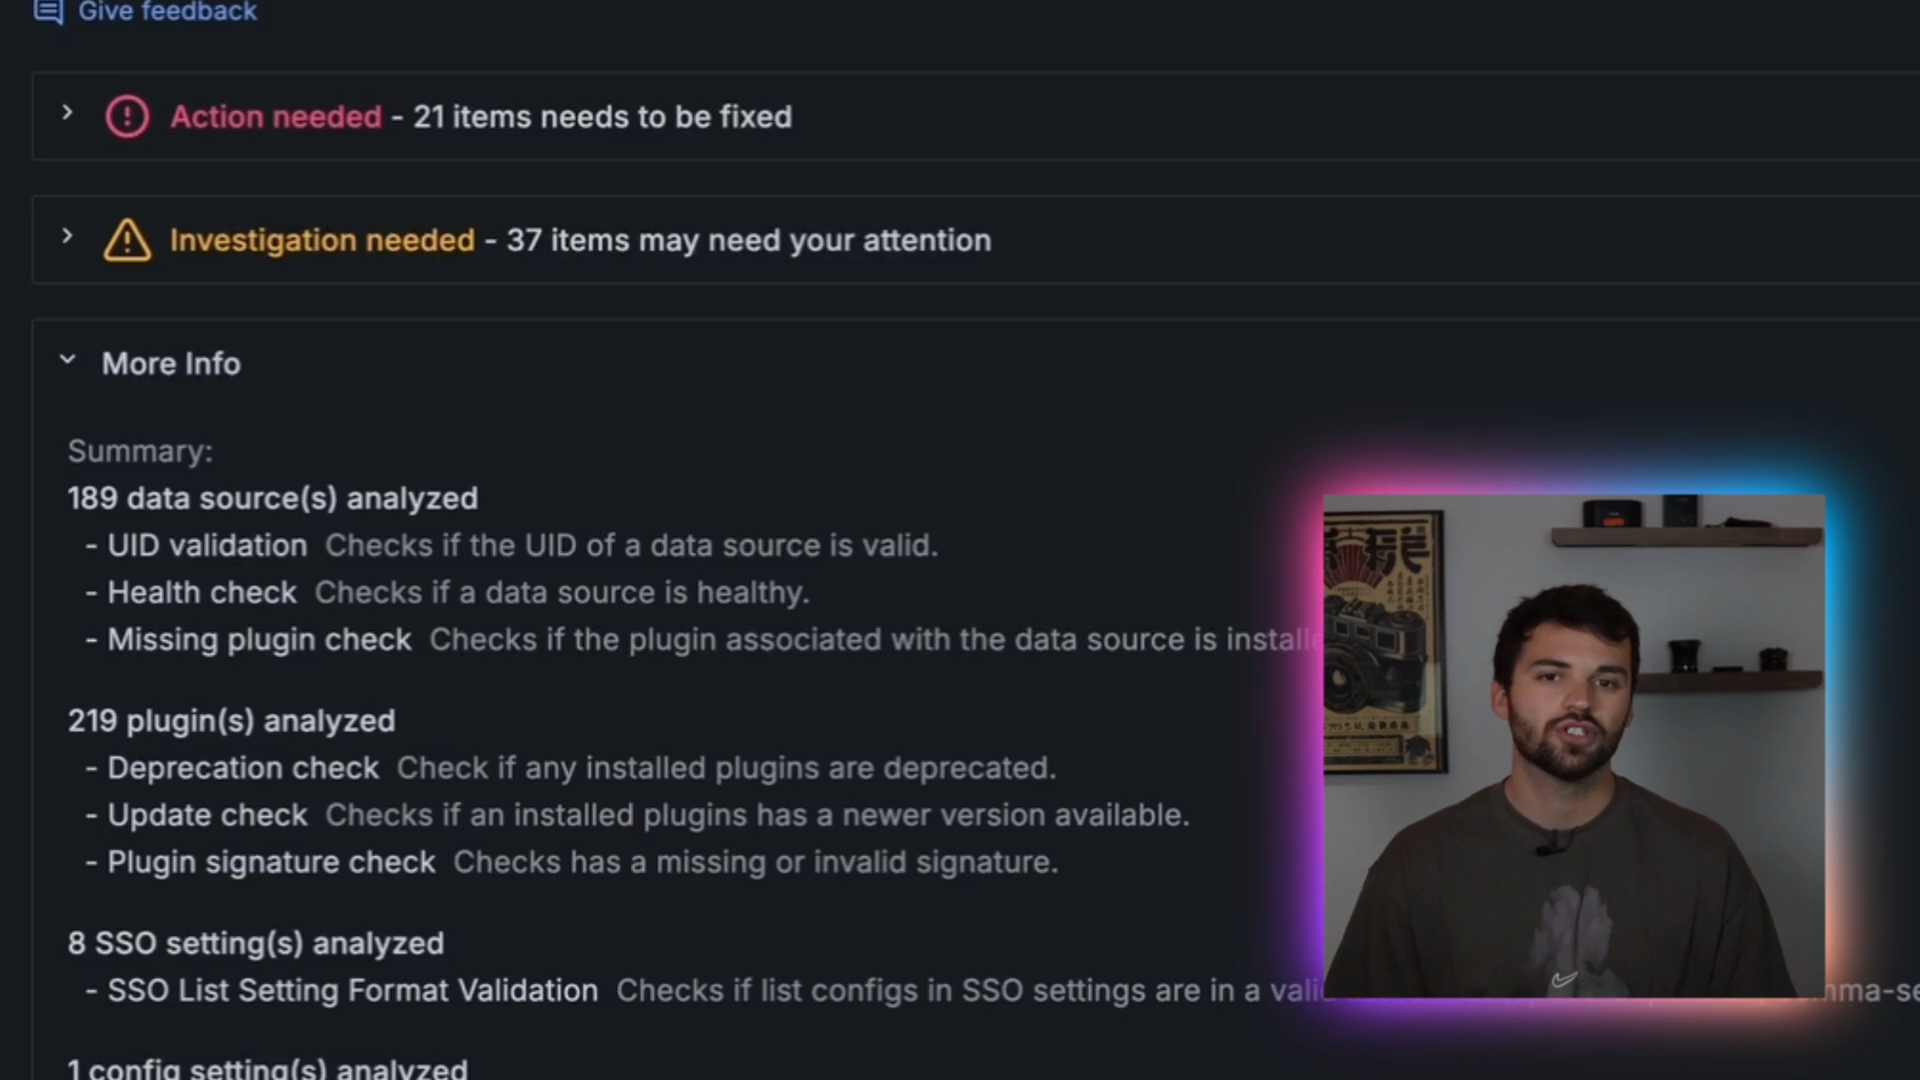 Give feedback
Action needed - 21 items needs to be fixed
Investigation needed - 37 items may need your attention
More Info
Summary:
189 data source(s) analyzed
- UID validation Checks if the UID of a data source is valid.
- Health check Checks if a data source is healthy.
- Missing plugin check Checks if the plugin associated with the data source is
219 plugin(s) analyzed
- Deprecation check Check if any installed plugins are deprecated.
- Update check Checks if an installed plugins has a newer version available.
- Plugin signature check Checks has a missing or invalid signature.
8 SSO setting(s) analyzed
- SSO List Setting Format Validation Checks if list configs in SSO settings are in a
1 config setting(s) analyzed